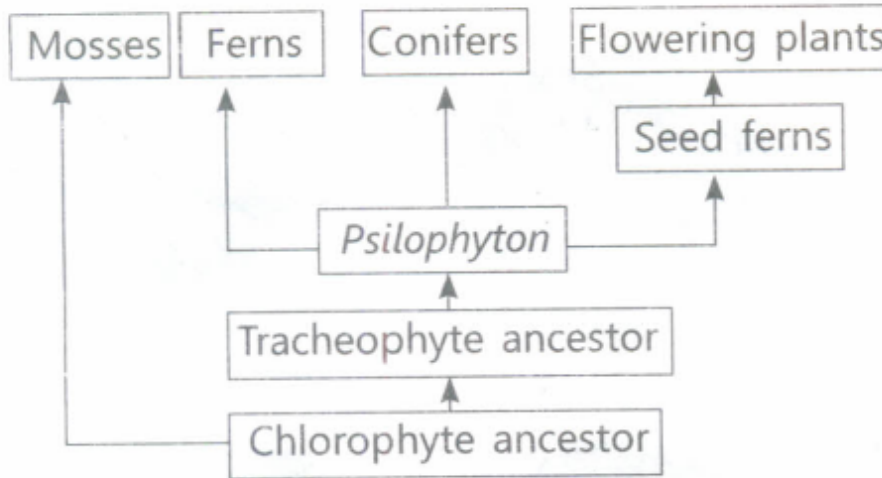 Mosses
Ferns
Conifers
Flowering plants
Seed ferns
Psilophyton
Tracheophyte ancestor
Chlorophyte ancestor